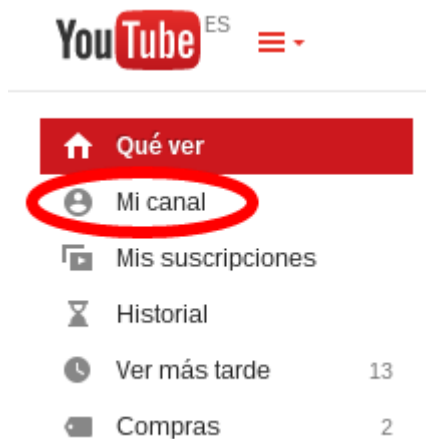 YouTube ES
Qué ver
Mi canal
Mis suscripciones
Historial
Ver más tarde 13
Compras 2